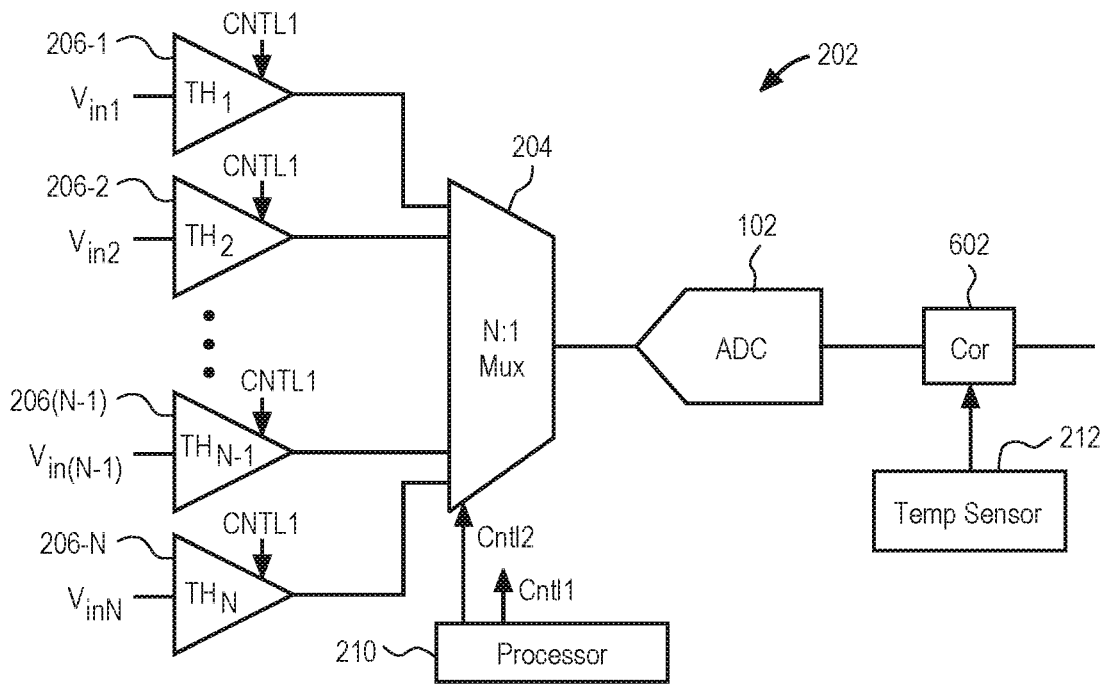 CNTL1
206-1
202
TH1
Vin1
204
CNTL1
206-2
TH2
Vin2
102
602
N:1
Mux
ADC
Cor
CNTL1
206(N-1)
THN-1
Vin(N-1)
212
Temp Sensor
CNTL1
206-N
Cntl2
THN
VinN
Cntl1
210
Processor